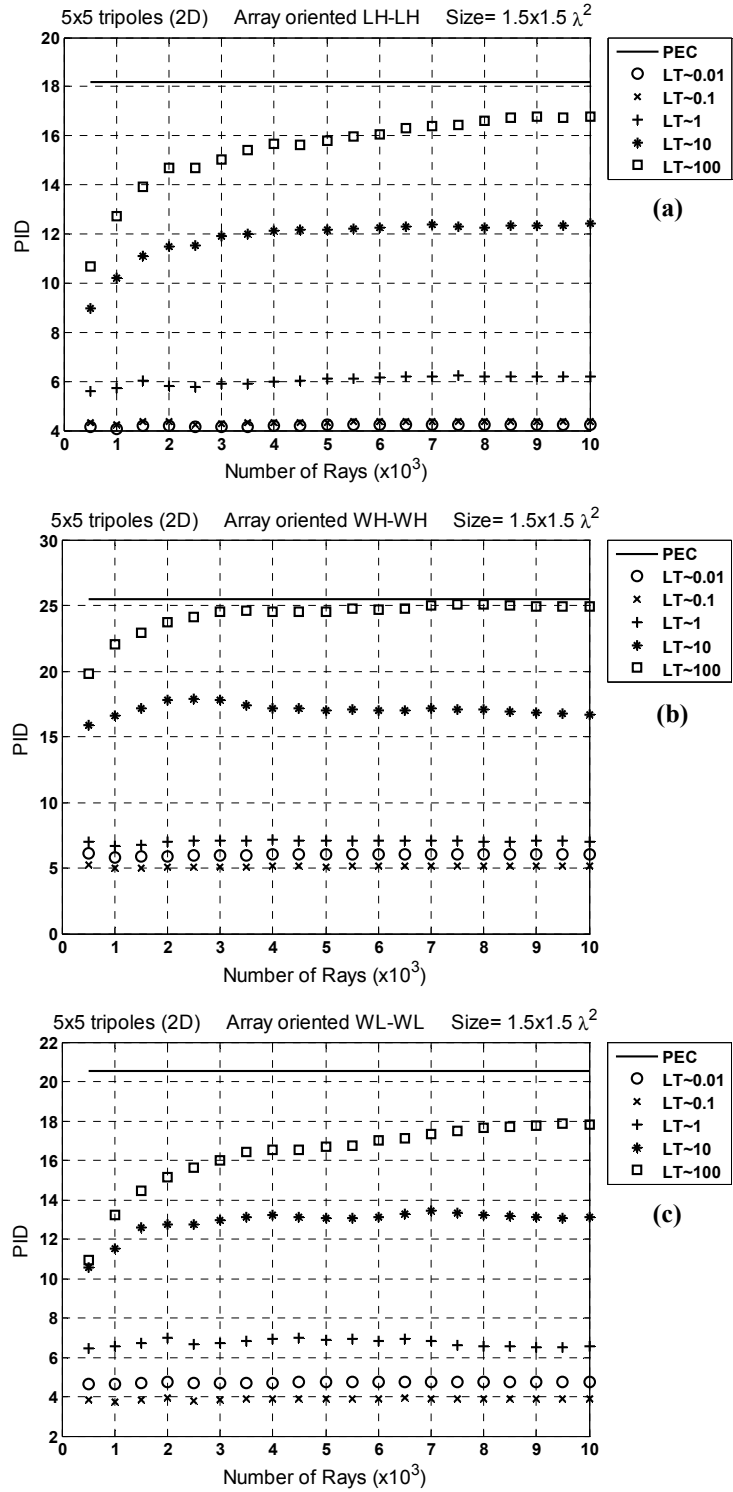 5x5 tripoles (2D) Array oriented LH-LH Size= 1.5x1.5 λ²
20
18
16
14
12
10
8
6
4
PID
0 1 2 3 4 5 6 7 8 9 10
Number of Rays (x10³)
PEC
LT~0.01
LT~0.1
LT~1
LT~10
LT~100
(a)
5x5 tripoles (2D) Array oriented WH-WH Size= 1.5x1.5 λ²
30
25
20
15
10
5
0
PID
0 1 2 3 4 5 6 7 8 9 10
Number of Rays (x10³)
PEC
LT~0.01
LT~0.1
LT~1
LT~10
LT~100
(b)
5x5 tripoles (2D) Array oriented WL-WL Size= 1.5x1.5 λ²
22
20
18
16
14
12
10
8
6
4
2
PID
0 1 2 3 4 5 6 7 8 9 10
Number of Rays (x10³)
PEC
LT~0.01
LT~0.1
LT~1
LT~10
LT~100
(c)